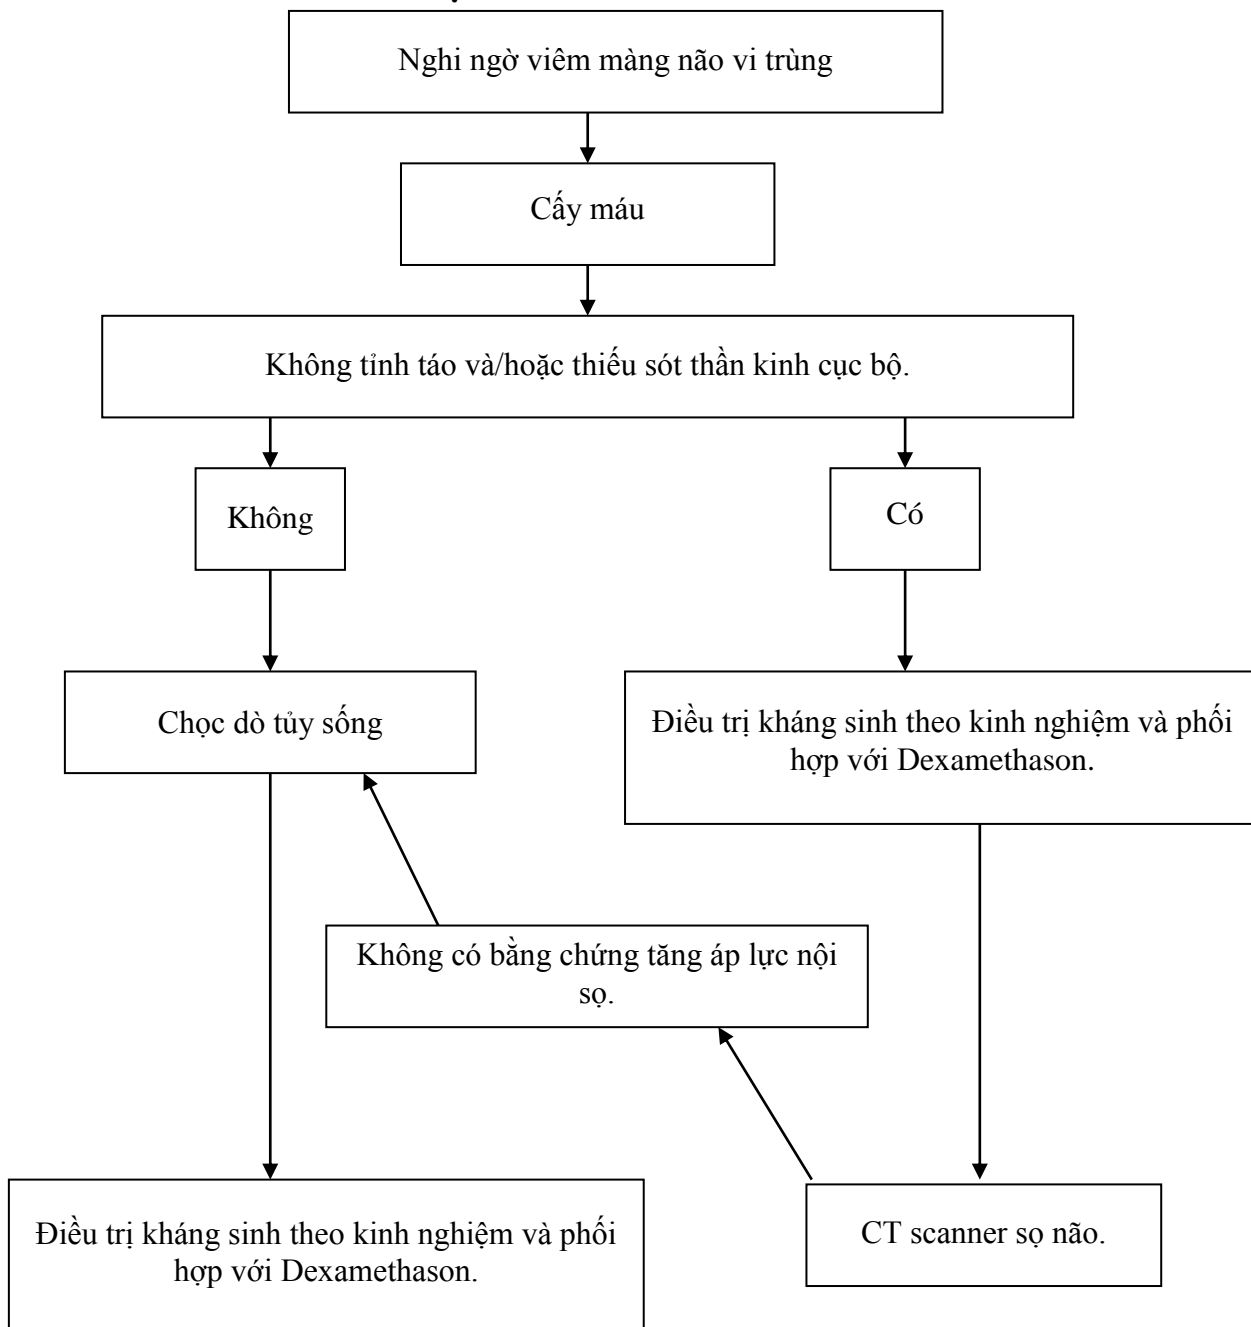 Nghi ngờ viêm màng não vi trùng
Cấy máu
Không tỉnh táo và/hoặc thiếu sót thần kinh cục bộ.
Không
Có
Chọc dò tủy sống
Điều trị kháng sinh theo kinh nghiệm và phối
hợp với Dexamethason.
Không có bằng chứng tăng áp lực nội
sọ.
Điều trị kháng sinh theo kinh nghiệm và phối
hợp với Dexamethason.
CT scanner sọ não.